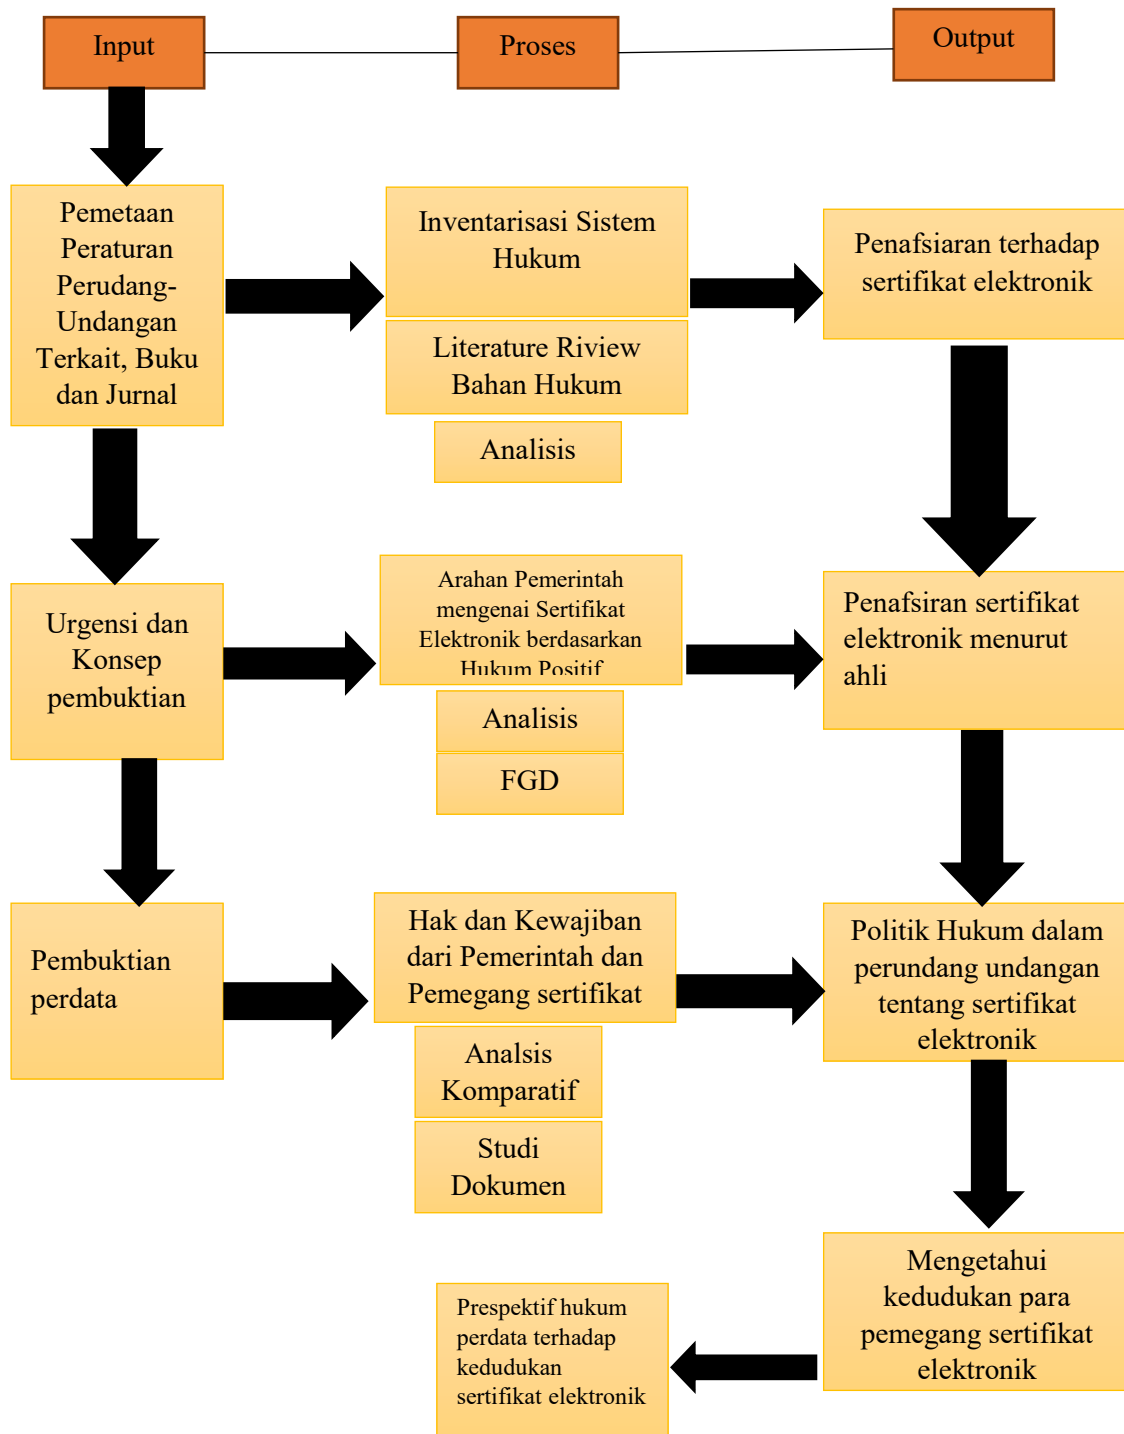 Input
Proses
Output
Pemetaan
Peraturan
Perudang-
Undangan
Terkait, Buku
dan Jurnal
Inventarisasi Sistem
Hukum
Literature Riview
Bahan Hukum
Analisis
Penafsiaran terhadap
sertifikat elektronik
Urgensi dan
Konsep
pembuktian
Arahan Pemerintah
mengenai Sertifikat
Elektronik berdasarkan
Hukum Positif
Analisis
FGD
Penafsiran sertifikat
elektronik menurut
ahli
Pembuktian
perdata
Hak dan Kewajiban
dari Pemerintah dan
Pemegang sertifikat
Analsis
Komparatif
Studi
Dokumen
Politik Hukum dalam
perundang undangan
tentang sertifikat
elektronik
Mengetahui
kedudukan para
pemegang sertifikat
elektronik
Prespektif hukum
perdata terhadap
kedudukan
sertifikat elektronik